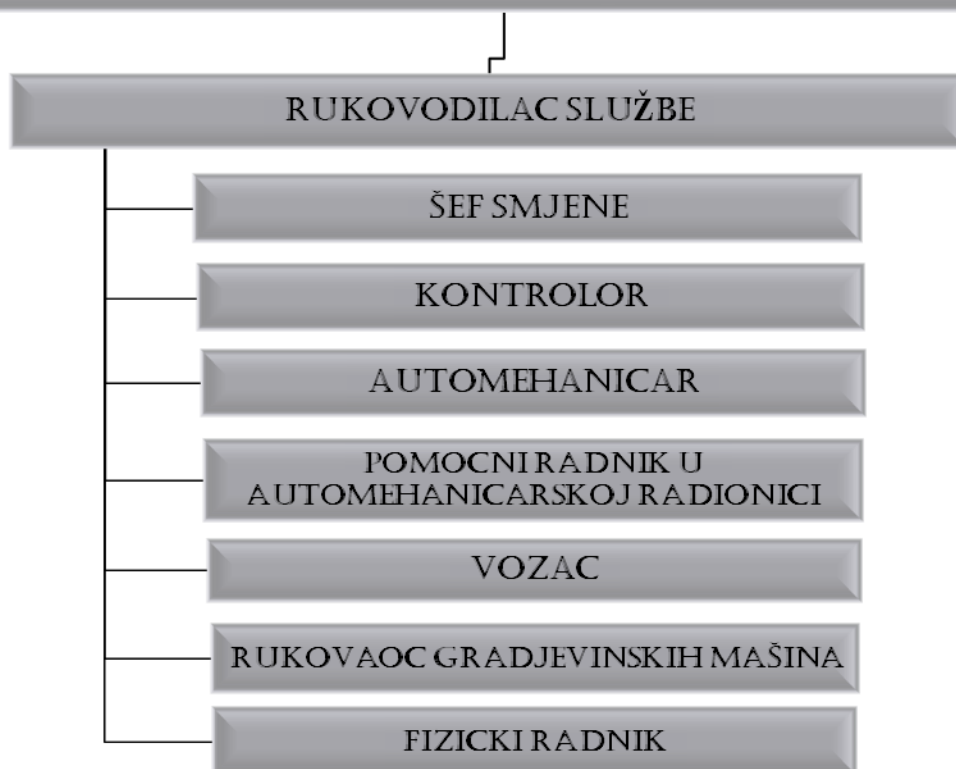 RUKOVODILAC SLUŽBE
ŠEF SMJENE
KONTROLOR
AUTOMEHANICAR
POMOCNI RADNIK U
AUTOMEHANICARSKOJ RADIONICI
VOZAC
RUKOVAOC GRADJEVINSKIH MAŠINA
FIZICKI RADNIK